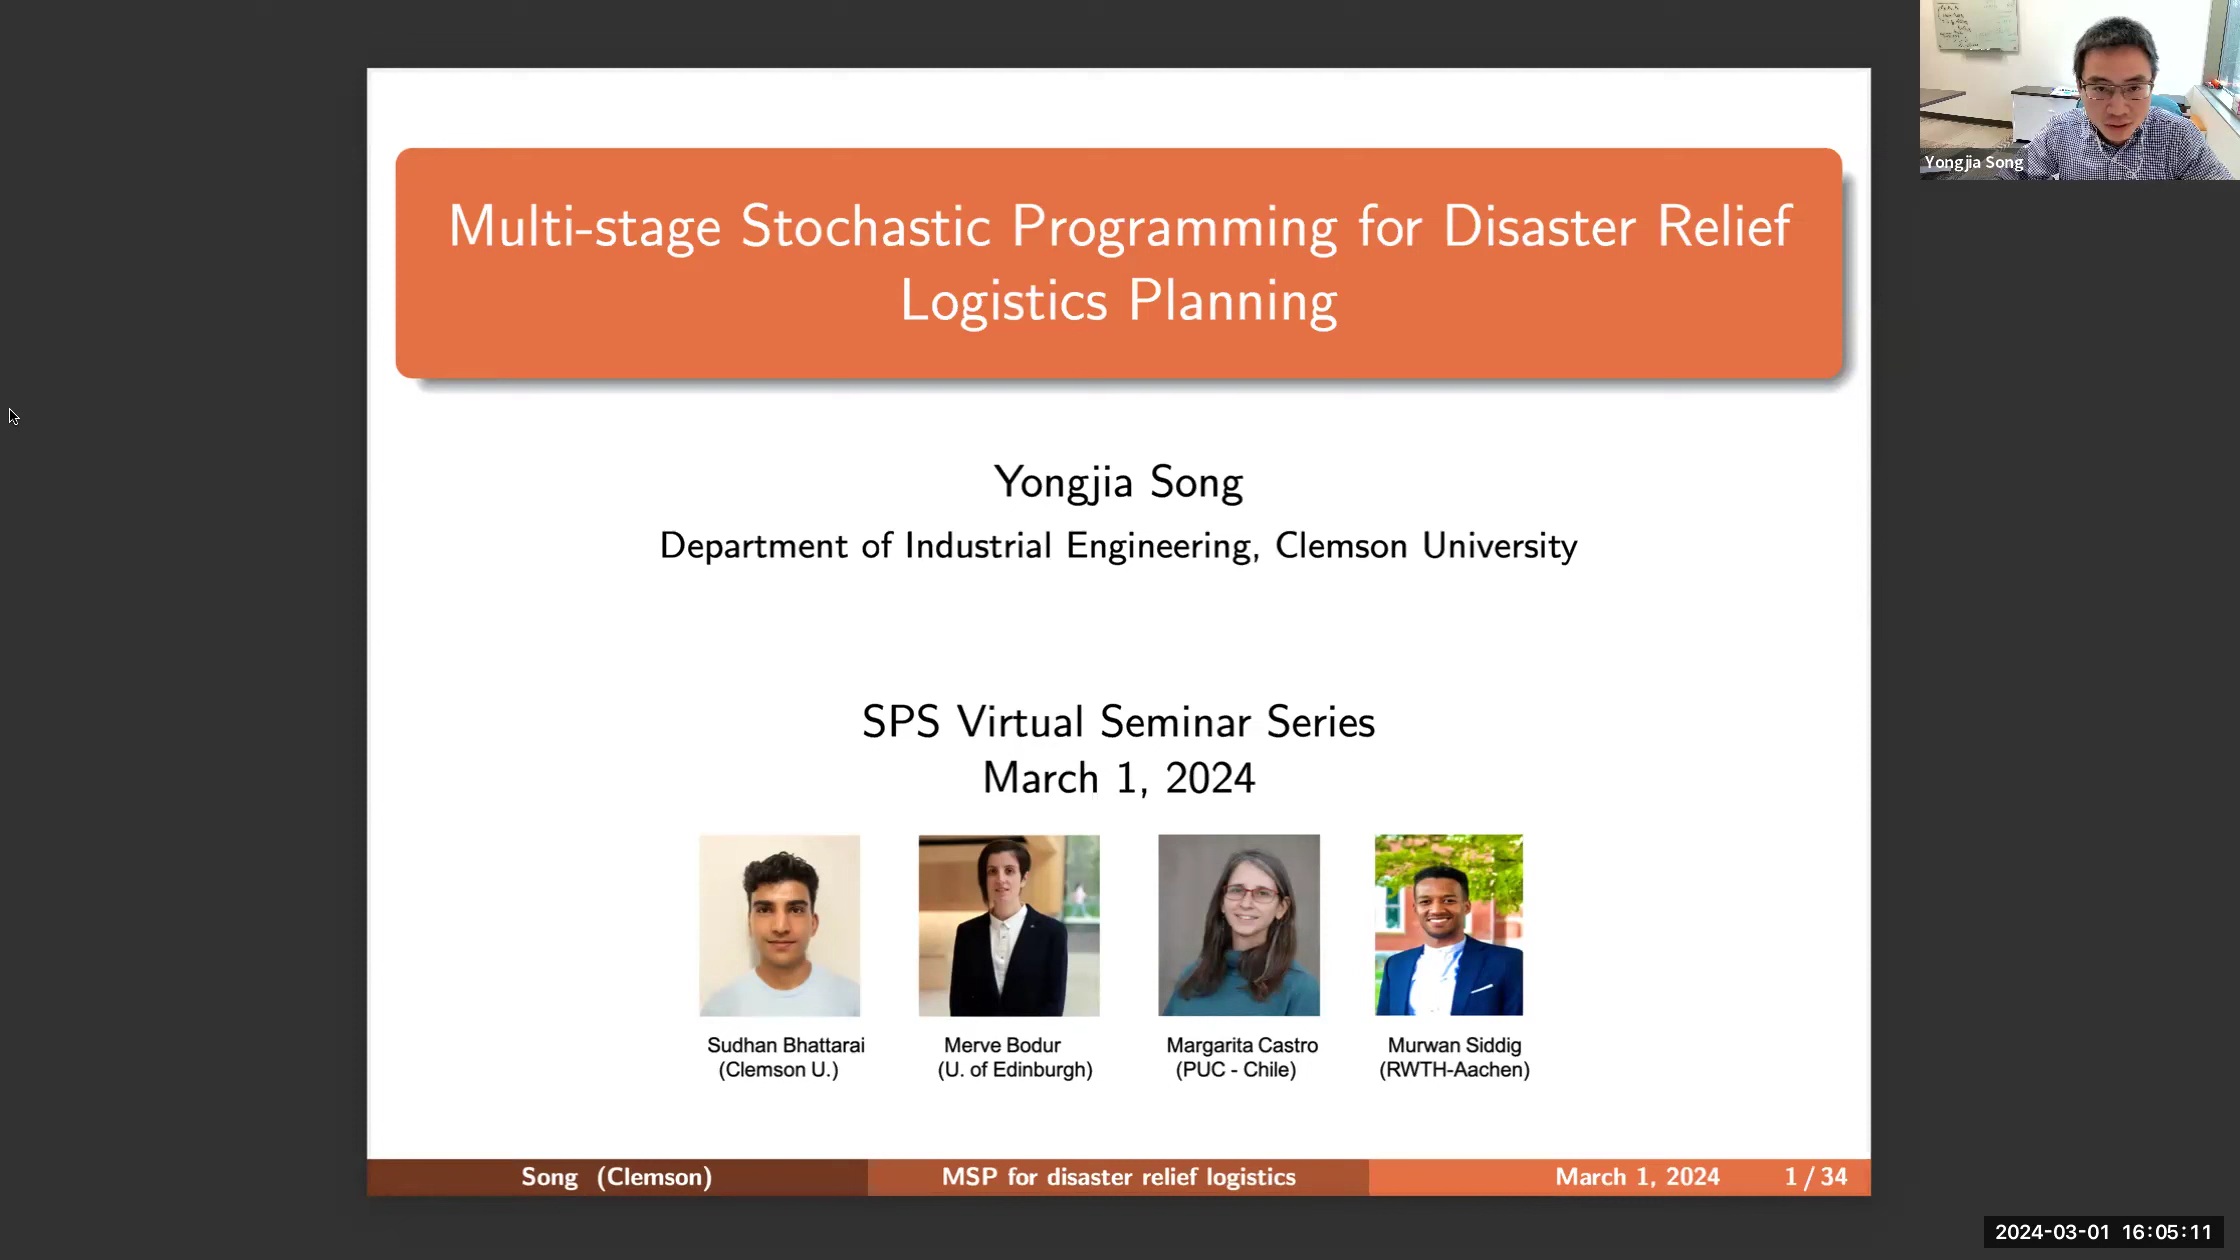 Multi-stage Stochastic Programming for Disaster Relief
Logistics Planning
Yongjia Song
Department of Industrial Engineering, Clemson University
SPS Virtual Seminar Series
March 1, 2024
Sudhan Bhattarai
(Clemson U.)
Merve Bodur
(U. of Edinburgh)
Margarita Castro
(PUC - Chile)
Murwan Siddig
(RWTH-Aachen)
Song (Clemson)
MSP for disaster relief logistics
March 1, 2024
1 / 34
Yongjia Song
2024-03-01 16:05:11